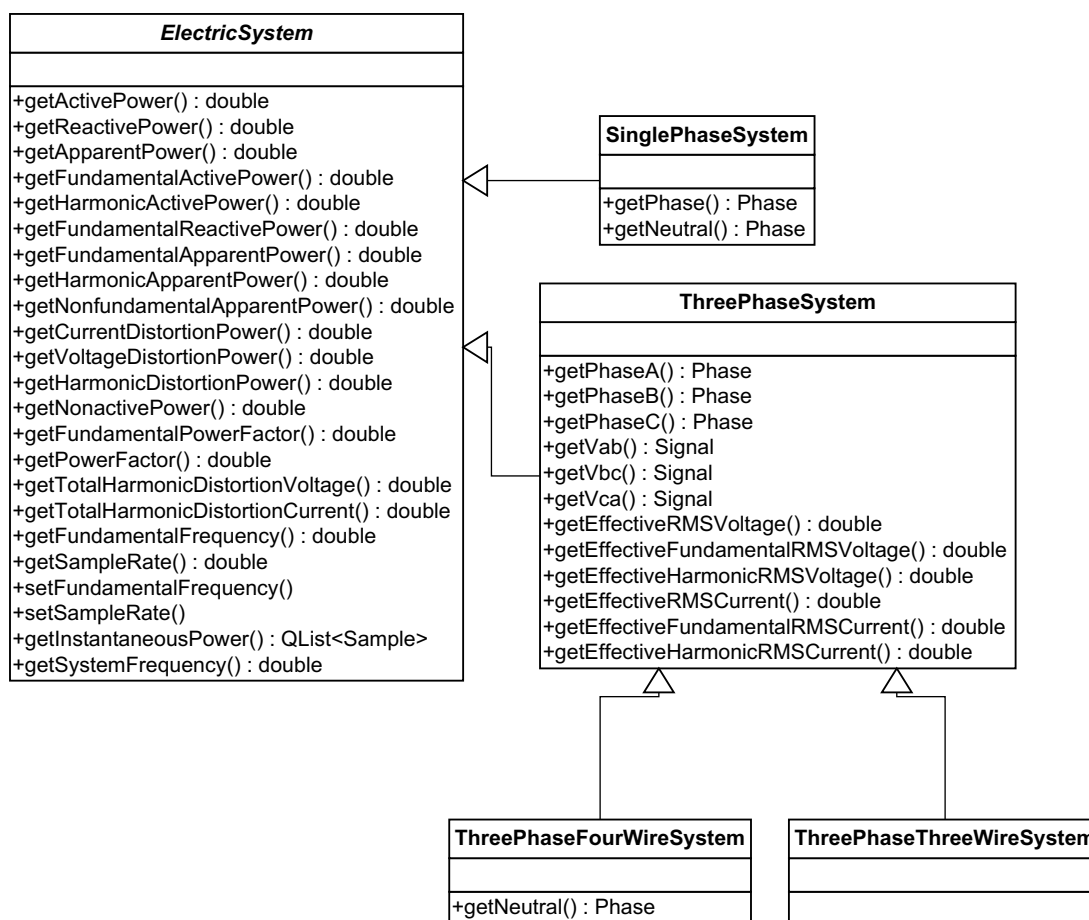 ElectricSystem
+getActivePower() : double
+getReactivePower() : double
+getApparentPower() : double
+getFundamentalActivePower() : double
+getHarmonicActivePower() : double
+getFundamentalReactivePower() : double
+getFundamentalApparentPower() : double
+getHarmonicApparentPower() : double
+getNonfundamentalApparentPower() : double
+getCurrentDistortionPower() : double
+getVoltageDistortionPower() : double
+getHarmonicDistortionPower() : double
+getNonactivePower() : double
+getFundamentalPowerFactor() : double
+getPowerFactor() : double
+getTotalHarmonicDistortionVoltage() : double
+getTotalHarmonicDistortionCurrent() : double
+getFundamentalFrequency() : double
+getSampleRate() : double
+setFundamentalFrequency()
+setSampleRate()
+getInstantaneousPower() : QList<Sample>
+getSystemFrequency() : double
SinglePhaseSystem
+getPhase() : Phase
+getNeutral() : Phase
ThreePhaseSystem
+getPhaseA() : Phase
+getPhaseB() : Phase
+getPhaseC() : Phase
+getVab() : Signal
+getVbc() : Signal
+getVca() : Signal
+getEffectiveRMSVoltage() : double
+getEffectiveFundamentalRMSVoltage() : double
+getEffectiveHarmonicRMSVoltage() : double
+getEffectiveRMSCurrent() : double
+getEffectiveFundamentalRMSCurrent() : double
+getEffectiveHarmonicRMSCurrent() : double
ThreePhaseFourWireSystem
+getNeutral() : Phase
ThreePhaseThreeWireSystem